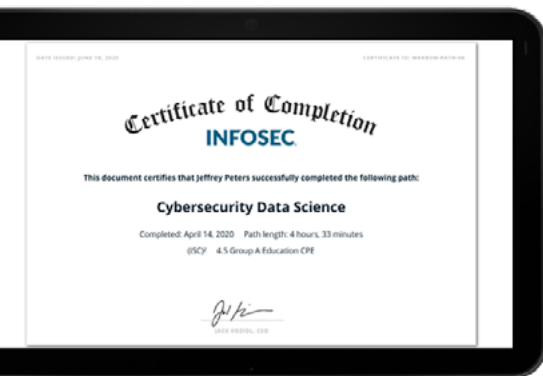 DATE ISSUED: JUNE 18, 2020
Certificate of Completion
INFOSEC
This document certifies that Jeffrey Peters successfully completed the following path:
Cybersecurity Data Science
Completed: April 14, 2020 Path length: 4 hours, 33 minutes
(ISC)² 4.5 Group A Education CPE
JACK KOZIOL, CEO